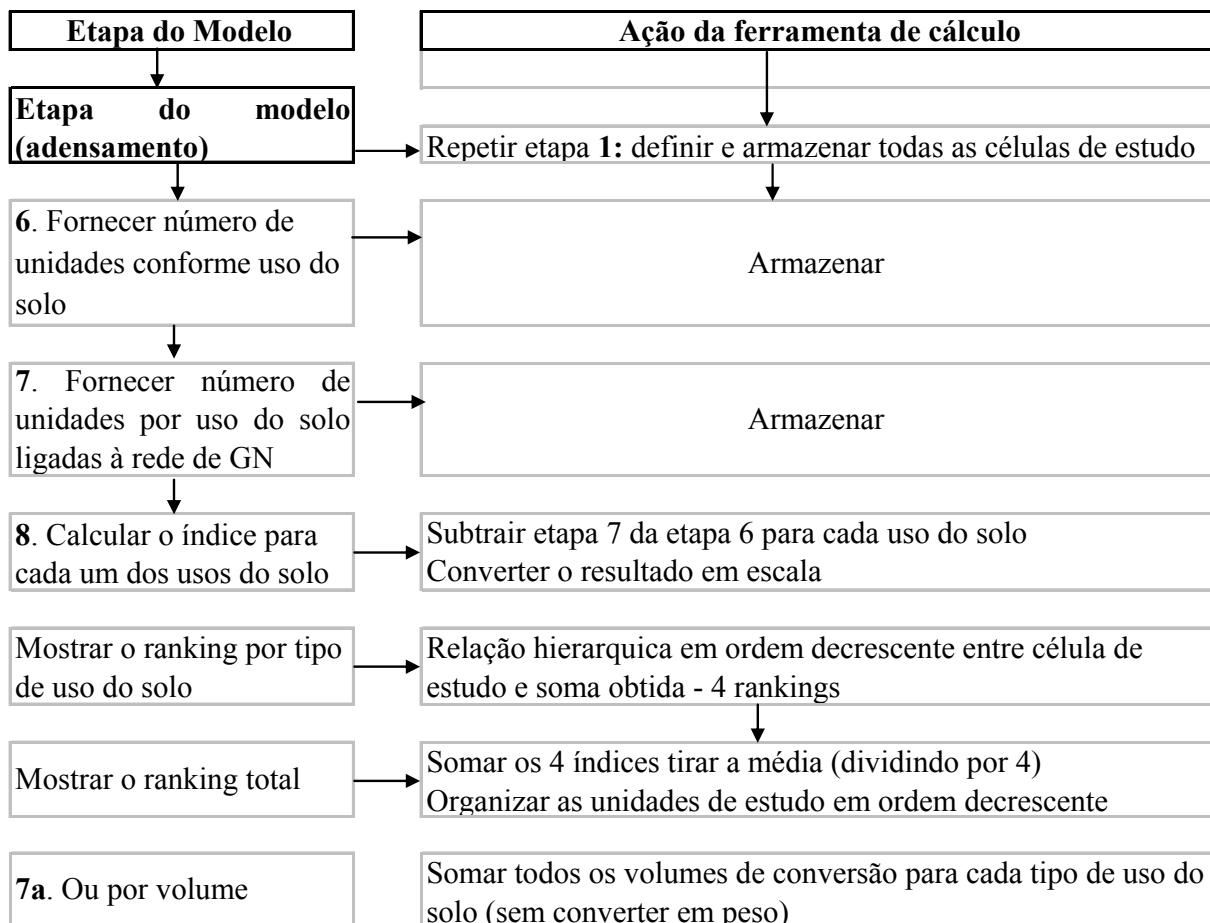 Etapa do Modelo
Ação da ferramenta de cálculo
Etapa do modelo
(adensamento)
Repetir etapa 1: definir e armazenar todas as células de estudo
6. Fornecer número de
unidades conforme uso do
solo
Armazenar
7. Fornecer número de
unidades por uso do solo
ligadas à rede de GN
Armazenar
8. Calcular o índice para
cada um dos usos do solo
Subtrair etapa 7 da etapa 6 para cada uso do solo
Converter o resultado em escala
Mostrar o ranking por tipo
de uso do solo
Relação hierarquica em ordem decrescente entre célula de
estudo e soma obtida - 4 rankings
Mostrar o ranking total
Somar os 4 índices tirar a média (dividindo por 4)
Organizar as unidades de estudo em ordem decrescente
7a. Ou por volume
Somar todos os volumes de conversão para cada tipo de uso do
solo (sem converter em peso)